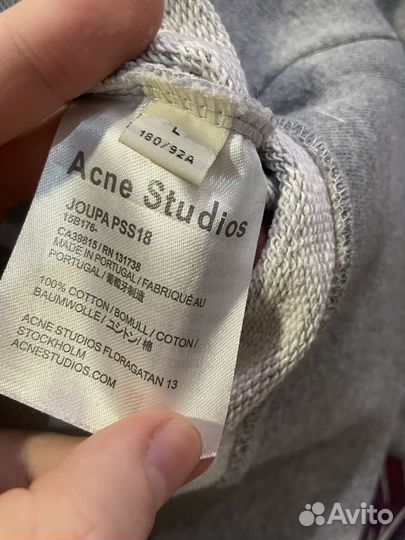 L
180/92A
Acne Studios
JOUPA PSS18
15B176-
CA39815 / RN 131738
MADE IN PORTUGAL / FABRIQUÉ AU
PORTUGAL / 葡萄牙制造
100% COTTON / BOMULL / COTON /
BAUMWOLLE / コットン / 棉
ACNE STUDIOS FLORAGATAN 13
STOCKHOLM
ACNESTUDIOS.COM
Avito